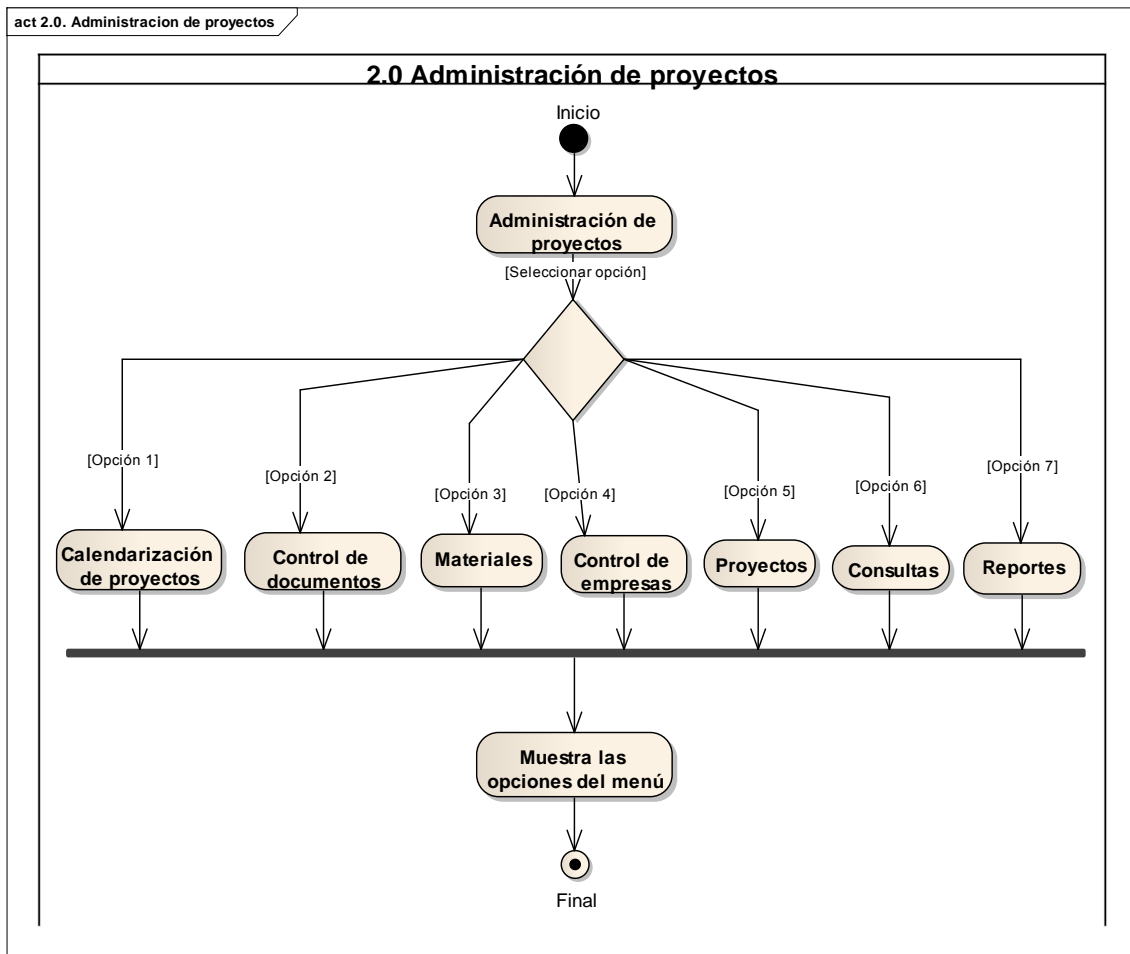 act 2.0. Administracion de proyectos
2.0 Administración de proyectos
Inicio
Administración de
proyectos
[Seleccionar opción]
[Opción 1]
[Opción 2]
[Opción 3]
[Opción 4]
[Opción 5]
[Opción 6]
[Opción 7]
Calendarización
de proyectos
Control de
documentos
Materiales
Control de
empresas
Proyectos
Consultas
Reportes
Muestra las
opciones del menú
Final